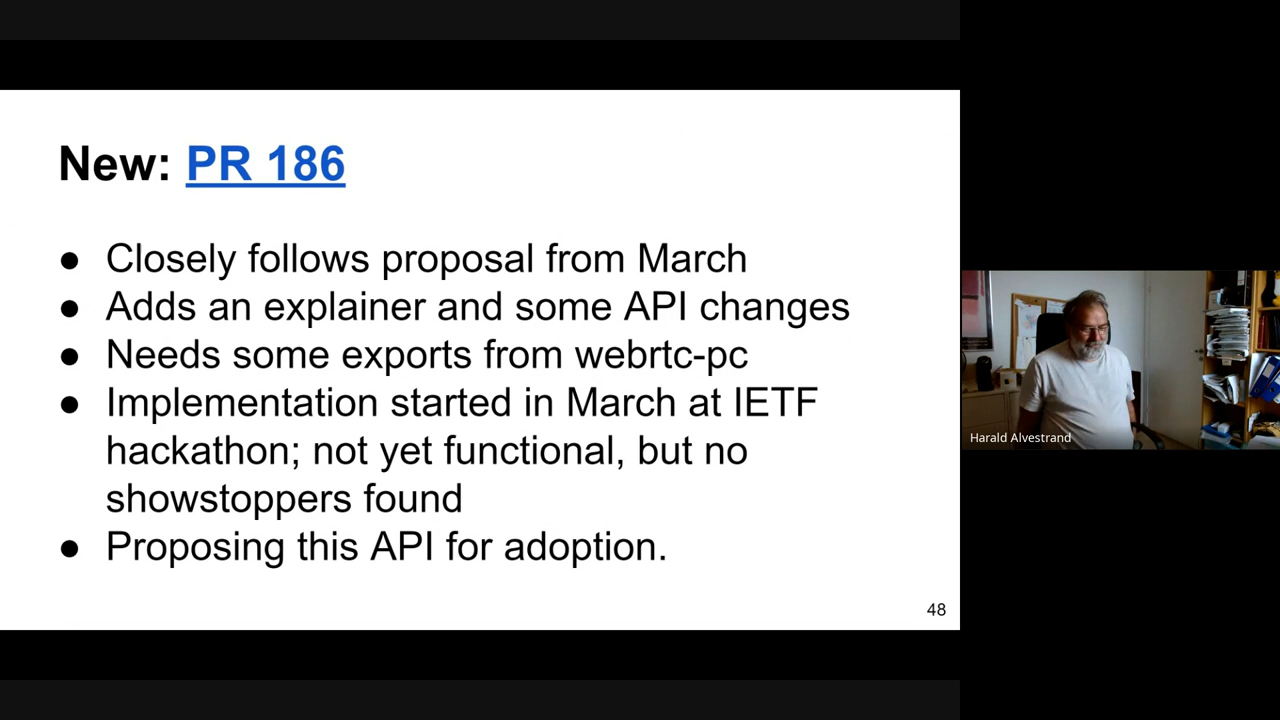 New: PR 186
● Closely follows proposal from March
● Adds an explainer and some API changes
● Needs some exports from webrtc-pc
● Implementation started in March at IETF
hackathon; not yet functional, but no
showstoppers found
● Proposing this API for adoption.
48
Harald Alvestrand